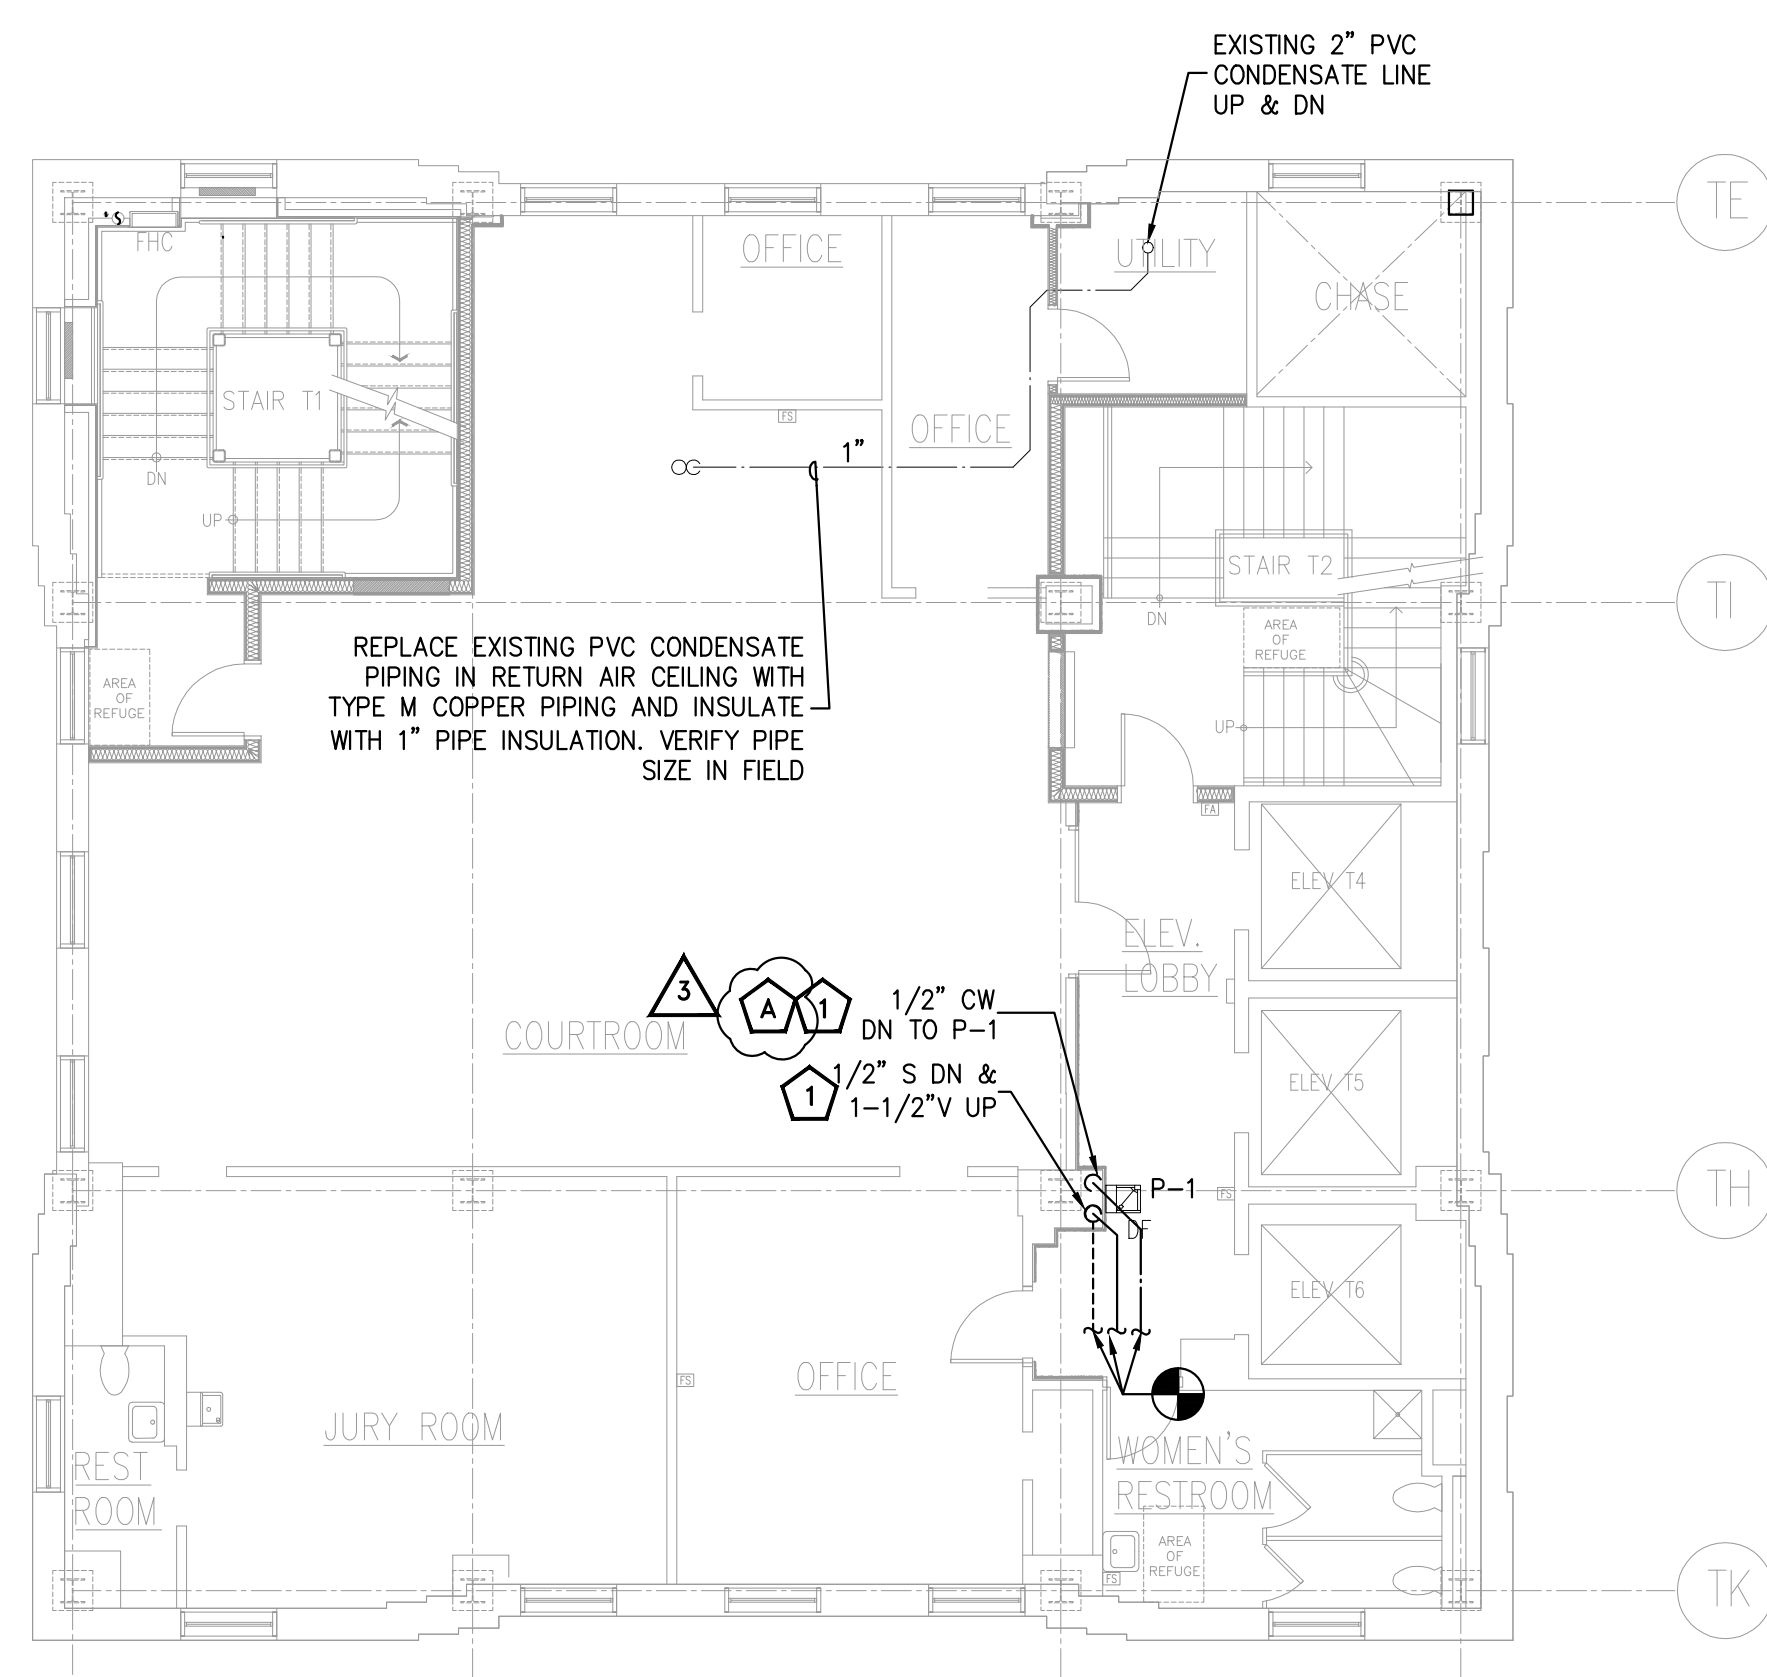 EXISTING 2" PVC
CONDENSATE LINE
UP & DN
TE
FHC
OFFICE
UTILITY
CHASE
STAIR T1
FS
OFFICE
1"
DN
UP
STAIR T2
TI
DN
AREA
OF
REFUGE
REPLACE EXISTING PVC CONDENSATE
PIPING IN RETURN AIR CEILING WITH
TYPE M COPPER PIPING AND INSULATE
WITH 1" PIPE INSULATION. VERIFY PIPE
SIZE IN FIELD
AREA
OF
REFUGE
UP
FA
ELEV T4
ELEV.
LOBBY
3
A
1
1/2" CW
DN TO P-1
COURTROOM
1
1/2" S DN &
1-1/2"V UP
ELEV T5
P-1
FS
TH
DF
ELEV T6
OFFICE
FS
JURY ROOM
REST
ROOM
WOMEN'S
RESTROOM
AREA
OF
REFUGE
FS
TK